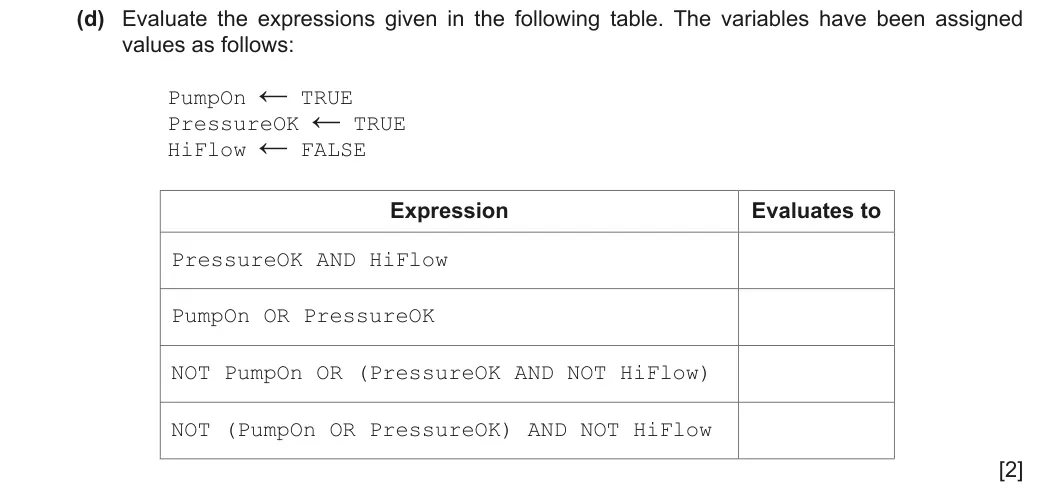 (d) Evaluate the expressions given in the following table. The variables have been assigned
values as follows:
PumpOn ← TRUE
PressureOK ← TRUE
HiFlow ← FALSE
Expression Evaluates to
PressureOK AND HiFlow
PumpOn OR PressureOK
NOT PumpOn OR (PressureOK AND NOT HiFlow)
NOT (PumpOn OR PressureOK) AND NOT HiFlow
[2]